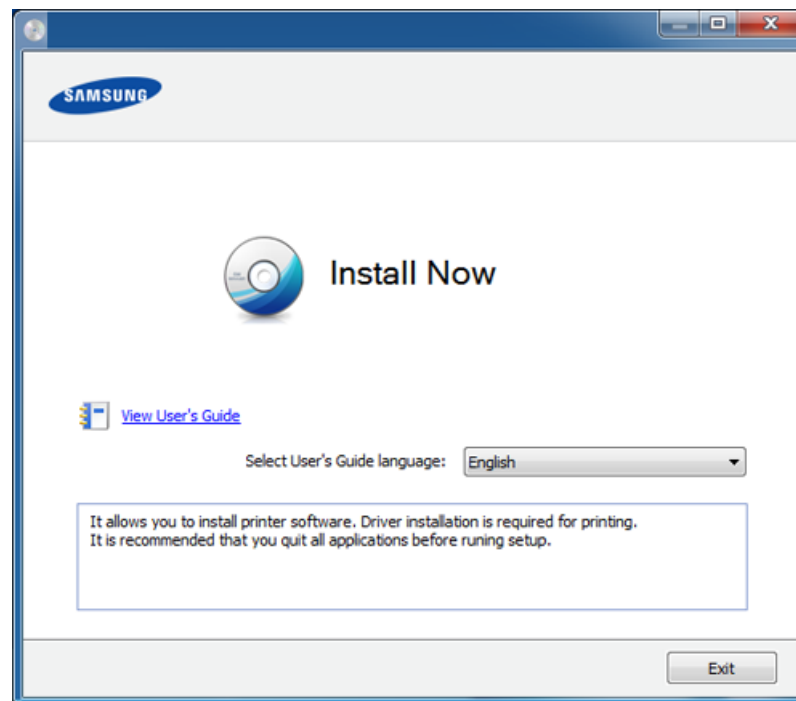 SAMSUNG
Install Now
View User's Guide
Select User's Guide language: English
It allows you to install printer software. Driver installation is required for printing.
It is recommended that you quit all applications before runing setup.
Exit